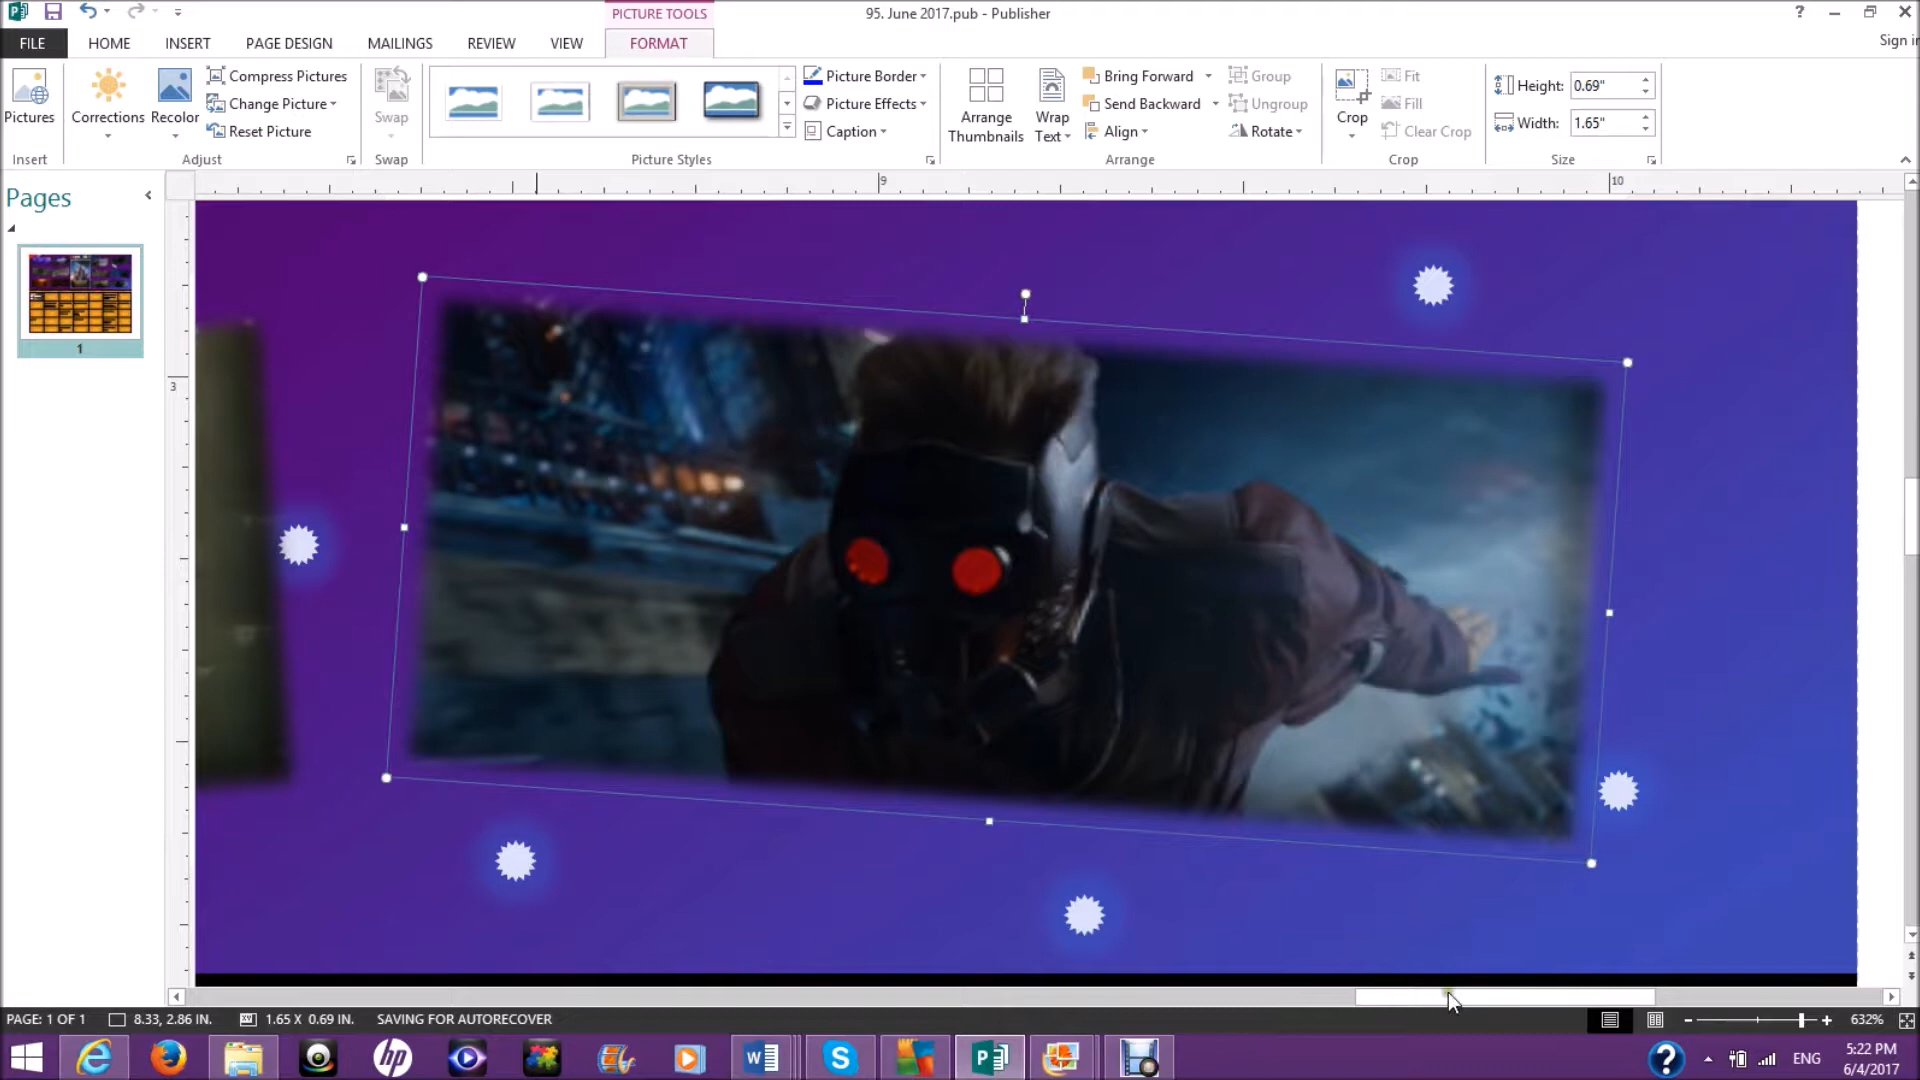 95. June 2017.pub - Publisher
PICTURE TOOLS
FILE HOME INSERT PAGE DESIGN MAILINGS REVIEW VIEW FORMAT
Sign in
Pictures
Insert
Corrections
Recolor
Compress Pictures
Change Picture
Reset Picture
Adjust
Swap
Swap
Picture Border
Picture Effects
Caption
Picture Styles
Arrange
Thumbnails
Wrap
Text
Bring Forward
Send Backward
Align
Group
Ungroup
Rotate
Arrange
Crop
Fit
Fill
Clear Crop
Crop
Height: 0.69"
Width: 1.65"
Size
Pages
1
9
10
3
PAGE: 1 OF 1
8.33, 2.86 IN.
1.65 X 0.69 IN.
SAVING FOR AUTORECOVER
632%
ENG
5:22 PM
6/4/2017